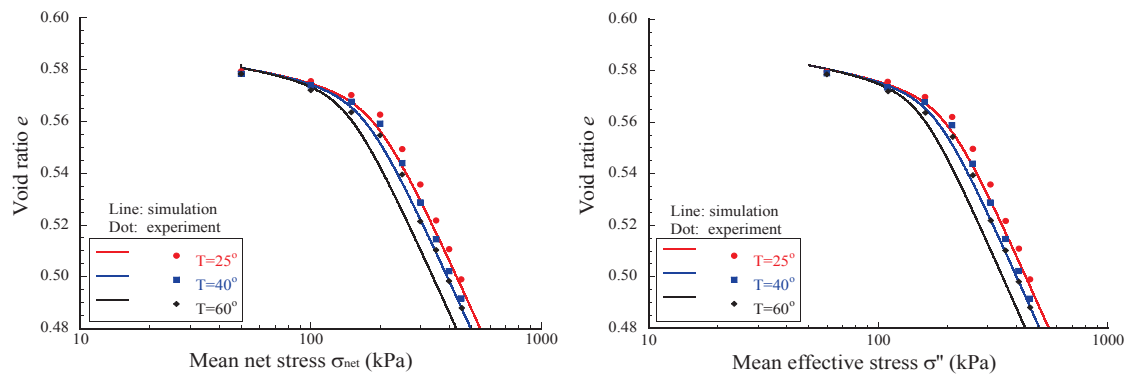 0.60
0.58
0.56
0.54
0.52
0.50
0.48
Void ratio e
Line: simulation
Dot: experiment
T=25°
T=40°
T=60°
10
100
1000
Mean net stress σnet (kPa)
0.60
0.58
0.56
0.54
0.52
0.50
0.48
Void ratio e
Line: simulation
Dot: experiment
T=25°
T=40°
T=60°
10
100
1000
Mean effective stress σ" (kPa)